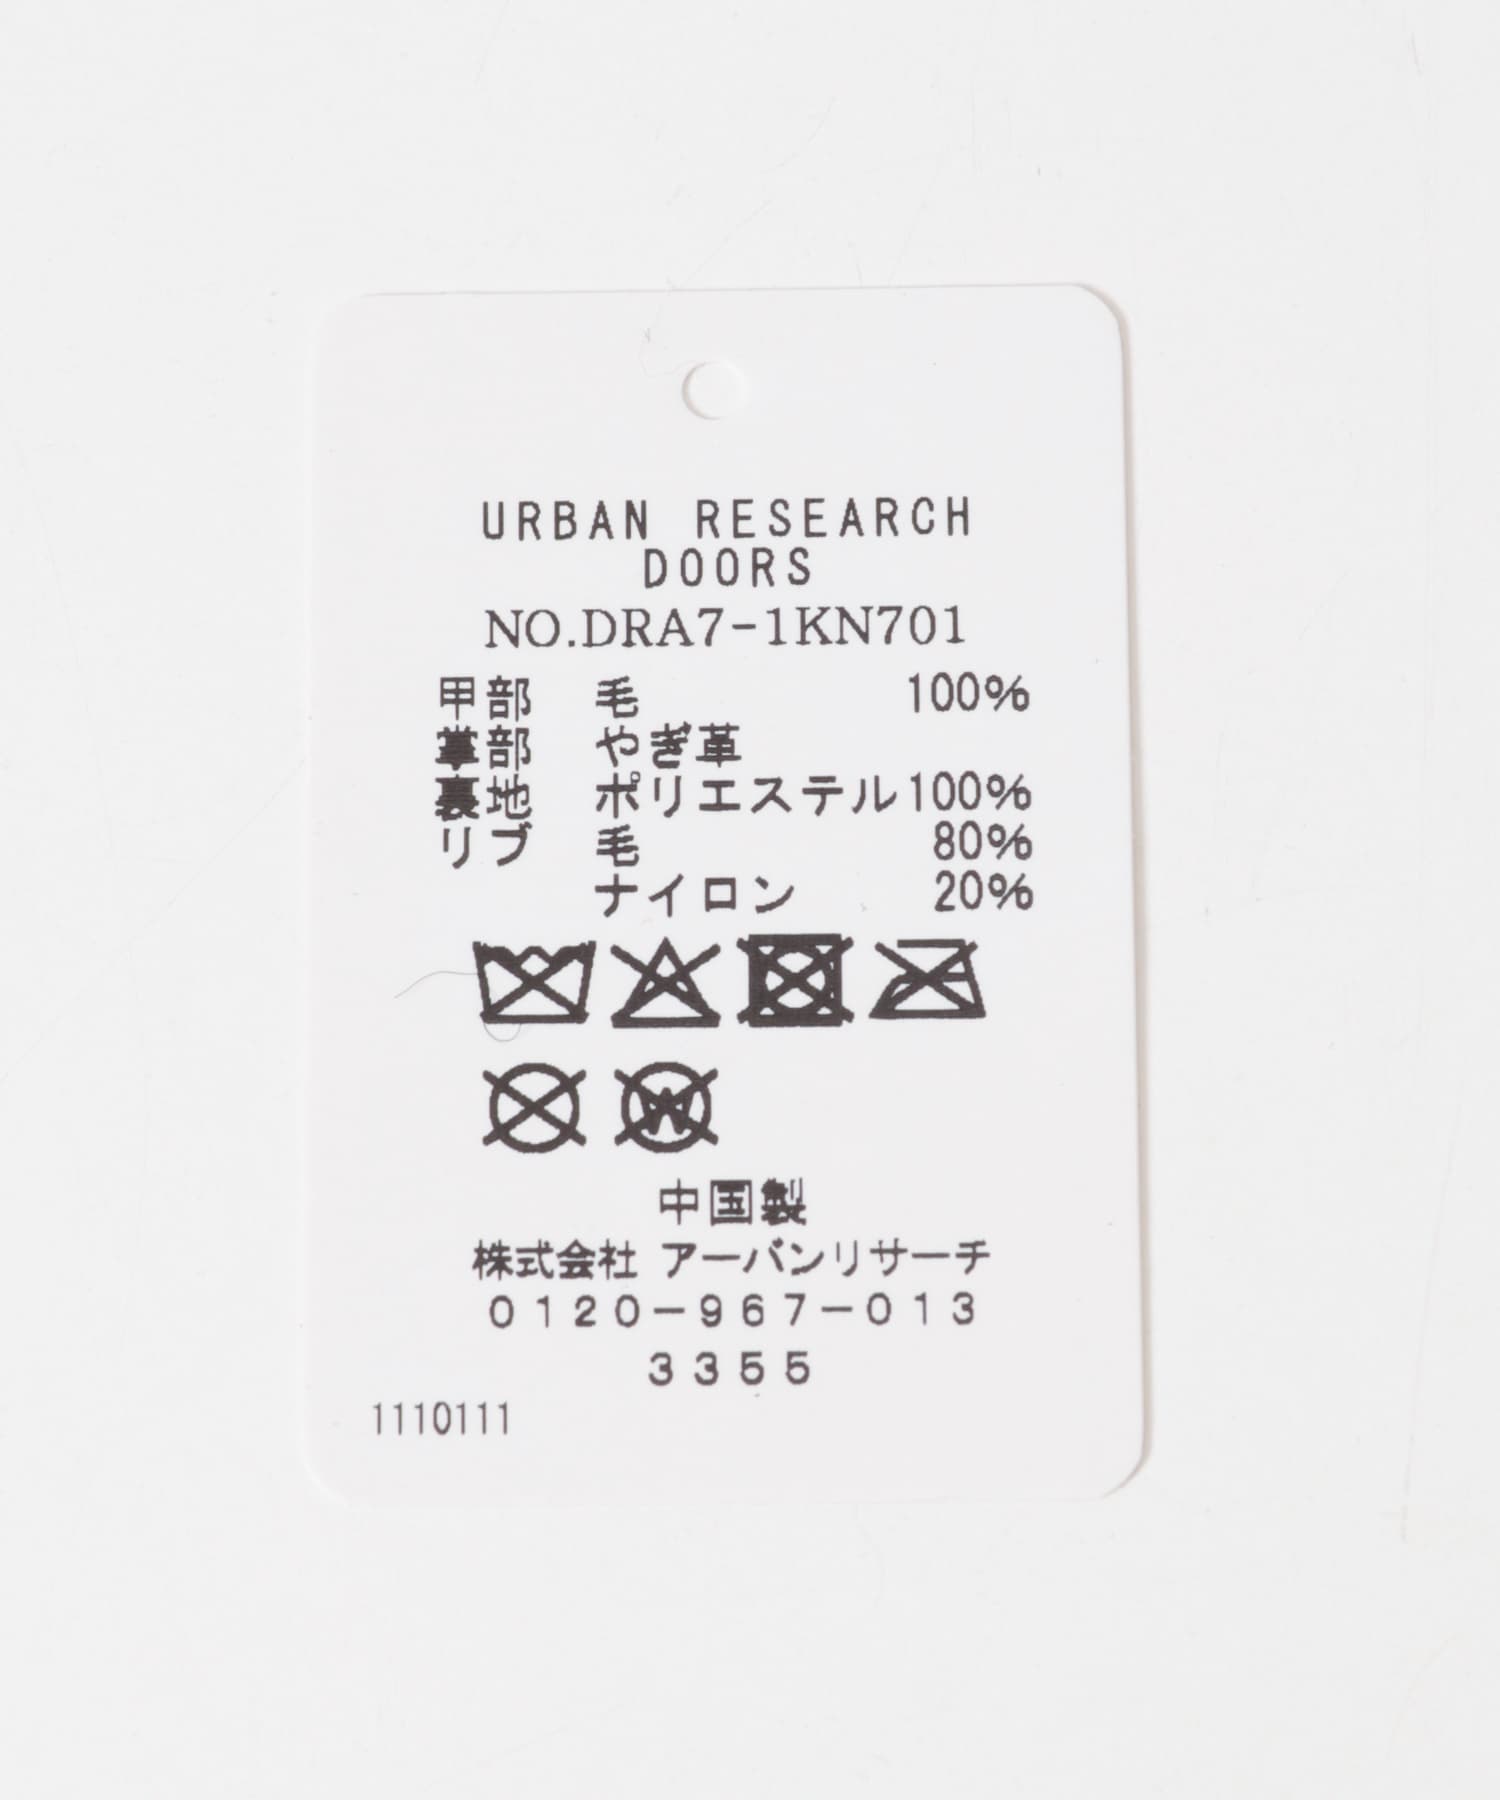 URBAN RESEARCH
DOORS
NO.DRA7-1KN701
甲部 毛 100%
掌部 やぎ革
裏地 ポリエステル100%
リブ 毛 80%
ナイロン 20%
W
中国製
株式会社 アーバンリサーチ
0120-967-013
3355
1110111